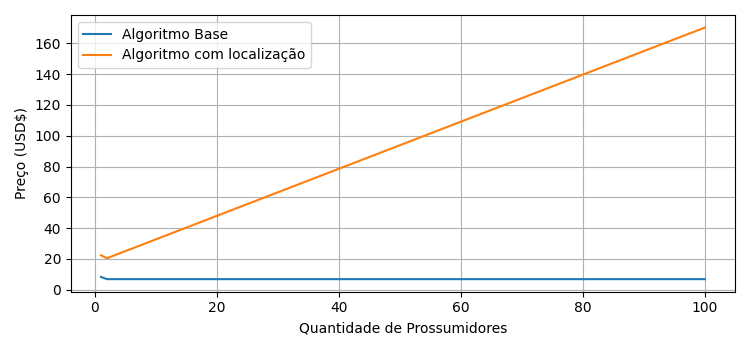 Algoritmo Base
Algoritmo com localização
Preço (USD$)
160
140
120
100
80
60
40
20
0
0 20 40 60 80 100
Quantidade de Prossumidores